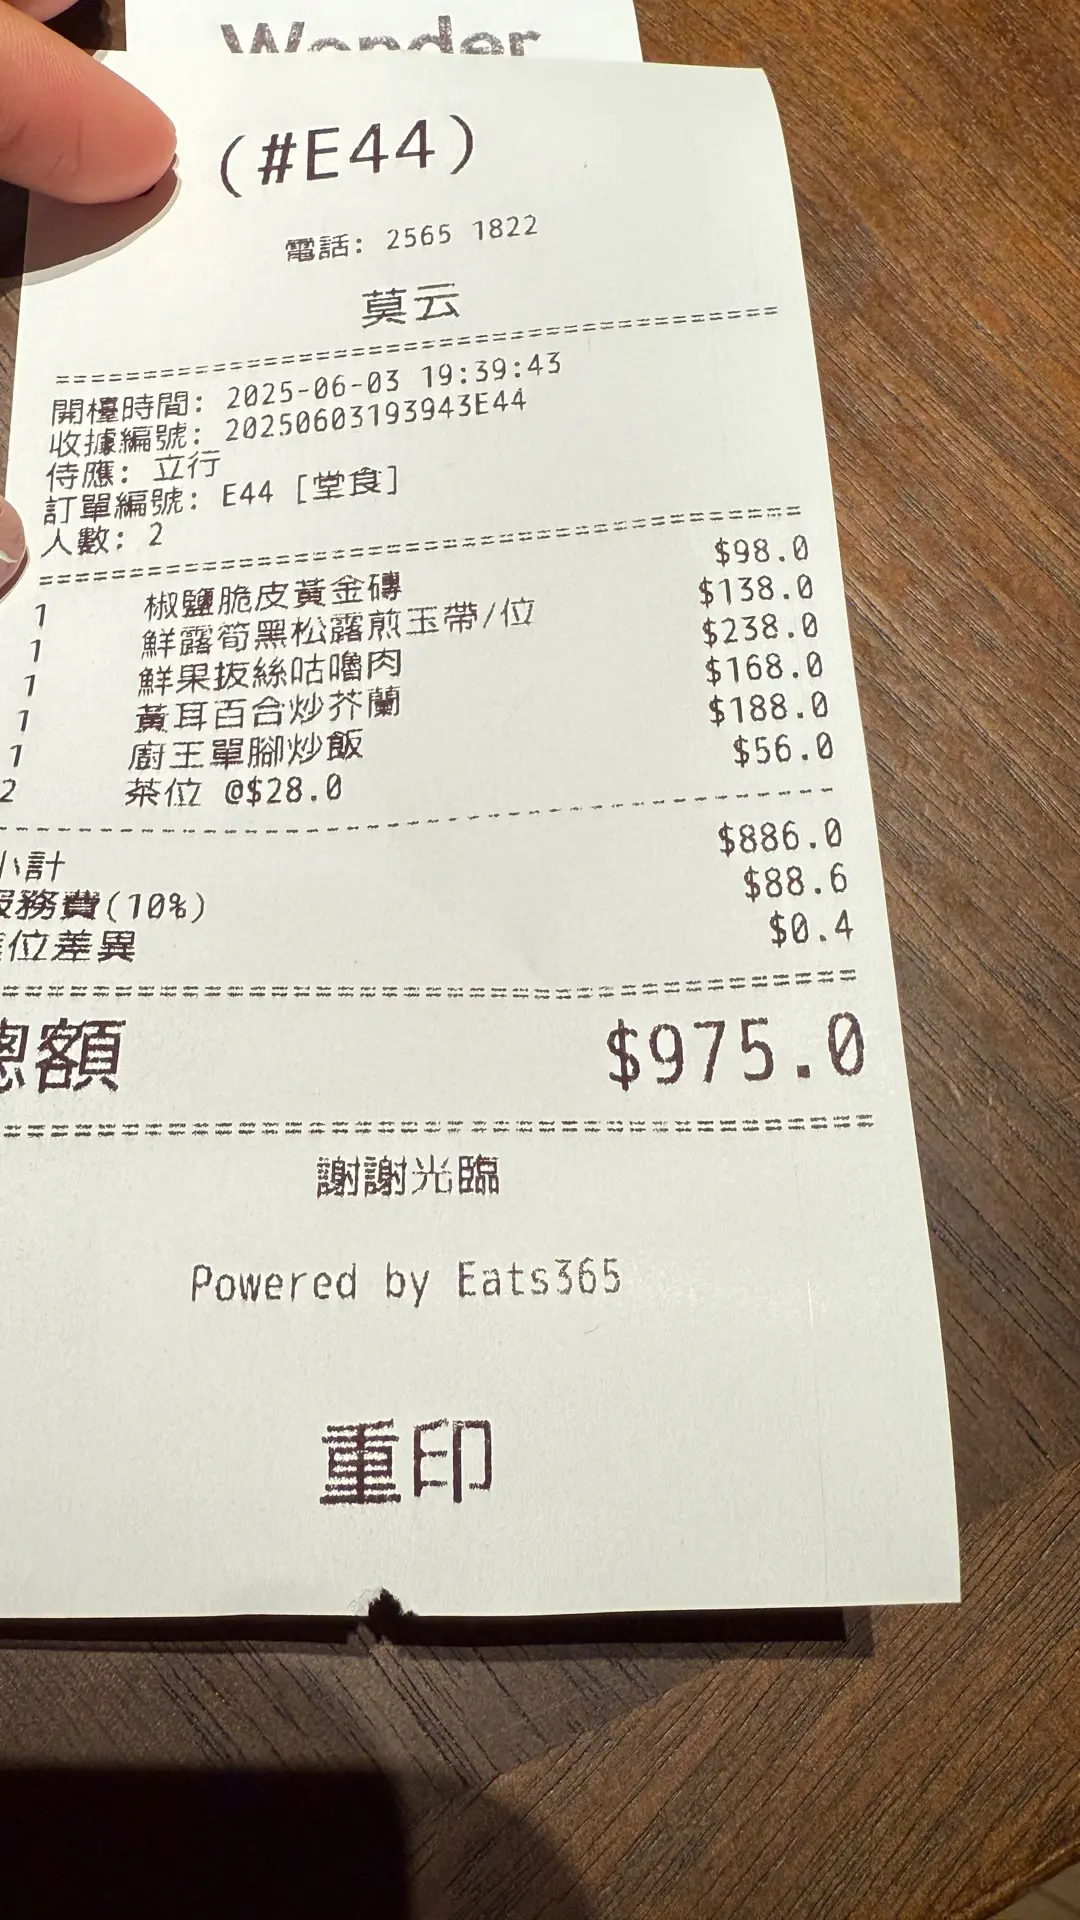 Wonder
(#E44)
電話: 2565 1822
莫云
開檯時間: 2025-06-03 19:39:43
收據編號: 20250603193943E44
侍應: 立行
訂單編號: E44 [堂食]
人數: 2
1 椒鹽脆皮黃金磚 $98.0
1 鮮露筍黑松露煎玉帶/位 $138.0
1 鮮果拔絲咕嚕肉 $238.0
1 黃耳百合炒芥蘭 $168.0
1 廚王單腳炒飯 $188.0
2 茶位 @$28.0 $56.0
小計 $886.0
服務費(10%) $88.6
位差異 $0.4
總額 $975.0
謝謝光臨
Powered by Eats365
重印